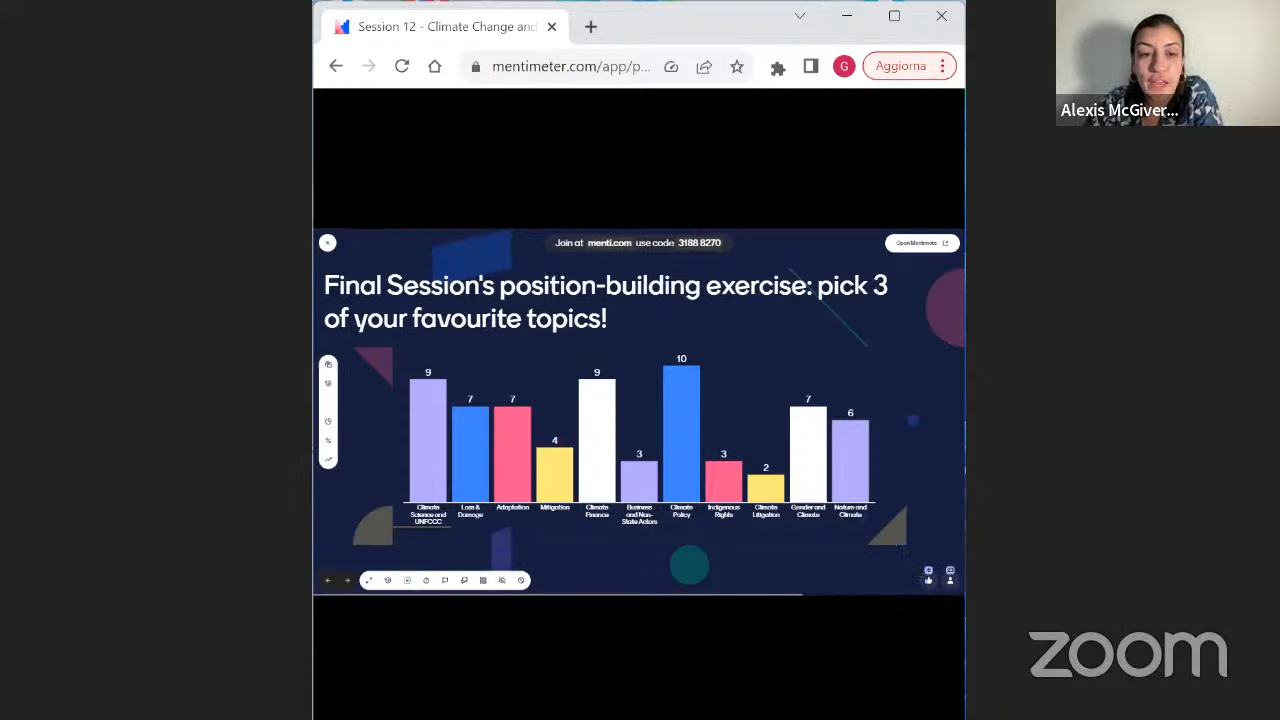 Session 12 - Climate Change and
mentimeter.com/app/p...
G
Aggiorna
Alexis McGiver...
Join at menti.com use code 3188 8270
Open Mentimote
Final Session's position-building exercise: pick 3
of your favourite topics!
9
7
7
4
9
3
10
3
2
7
6
Climate
Science and
UNFCCC
Loss &
Damage
Adaptation
Mitigation
Climate
Finance
Business
and Non-
State Actors
Climate
Policy
Indigenous
Rights
Climate
Litigation
Gender and
Climate
Nature and
Climate
zoom